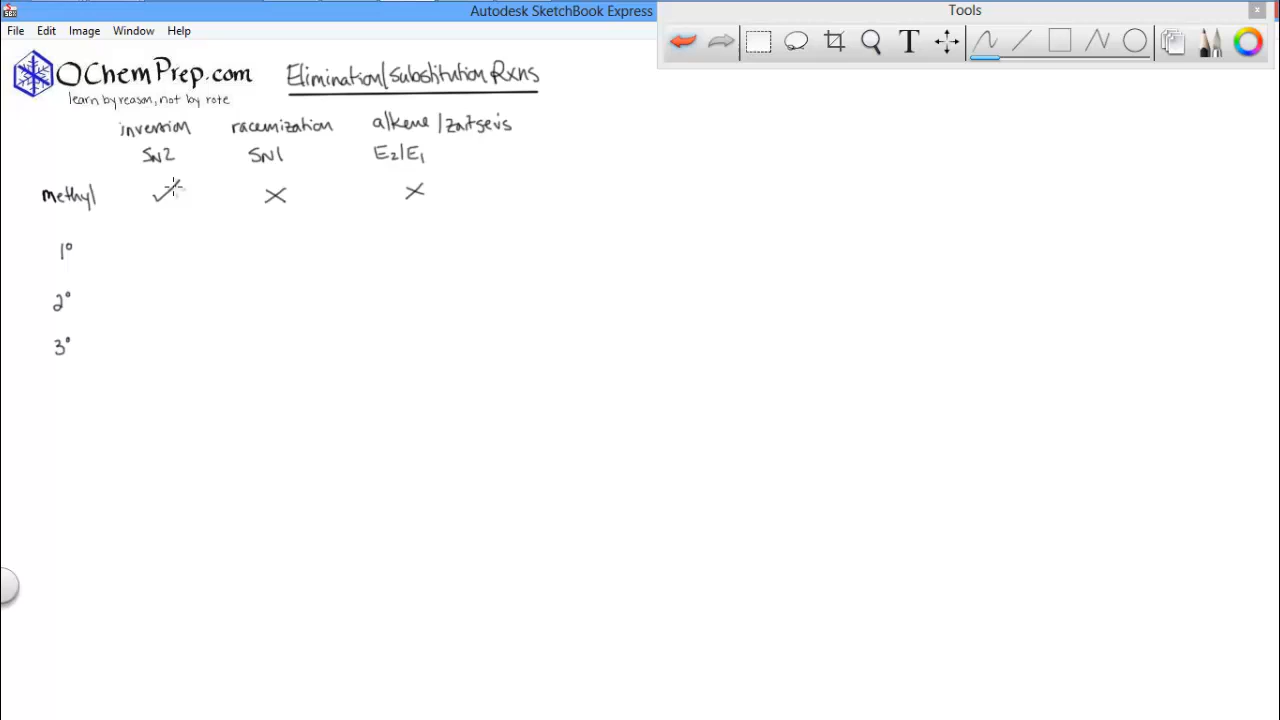 Autodesk SketchBook Express
Tools
File Edit Image Window Help
T
OChemPrep.com
learn by reason, not by rote
Elimination/Substitution Rxns
inversion racemization alkene/zaitsev's
SN2 SN1 E2/E1
methyl ✓ X X
1°
2°
3°